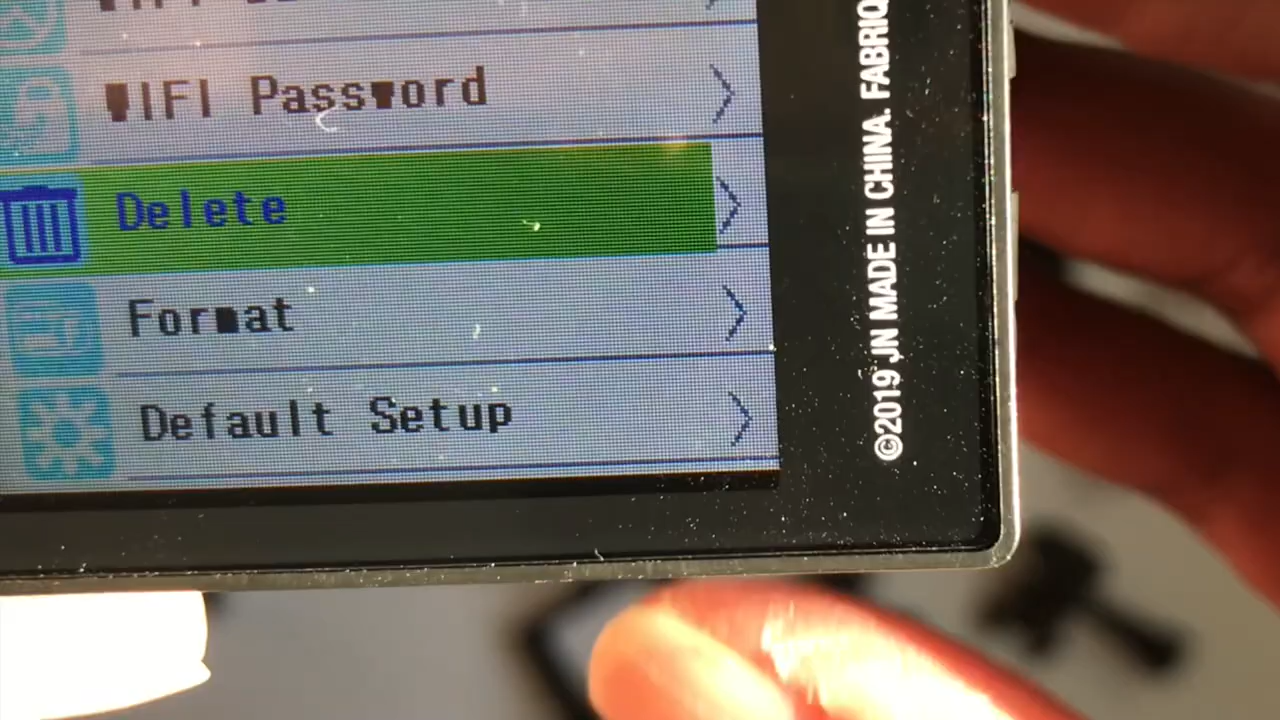 WIFI Password
Delete
Format
Default Setup
©2019 JN MADE IN CHINA. FABRIQ